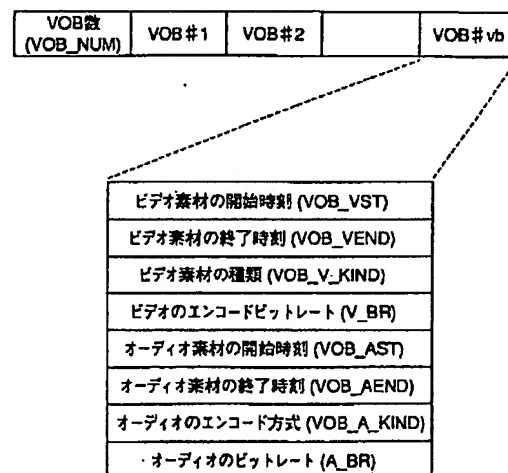 VOB数
(VOB_NUM)
VOB#1
VOB#2
VOB#vb
ビデオ素材の開始時刻 (VOB_VST)
ビデオ素材の終了時刻 (VOB_VEND)
ビデオ素材の種類 (VOB_V_KIND)
ビデオのエンコードビットレート (V_BR)
オーディオ素材の開始時刻 (VOB_AST)
オーディオ素材の終了時刻 (VOB_AEND)
オーディオのエンコード方式 (VOB_A_KIND)
オーディオのビットレート (A_BR)